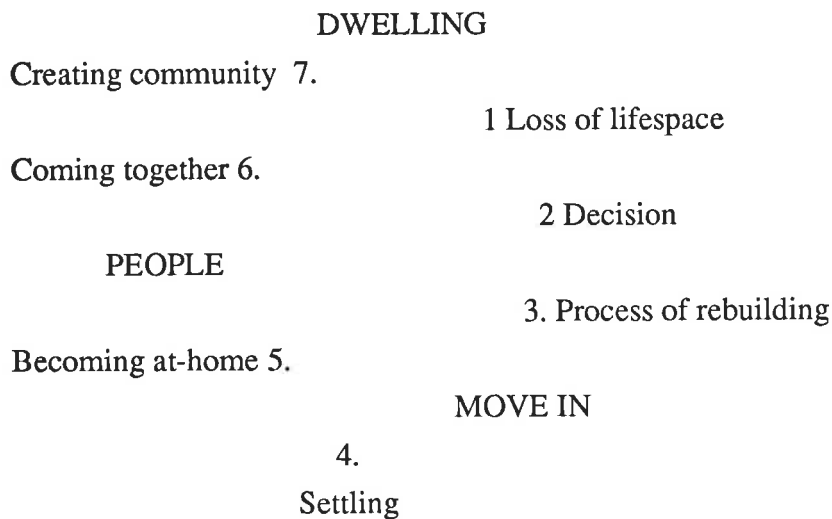 DWELLING
Creating community 7.
1 Loss of lifespace
Coming together 6.
2 Decision
PEOPLE
3. Process of rebuilding
Becoming at-home 5.
MOVE IN
4.
Settling